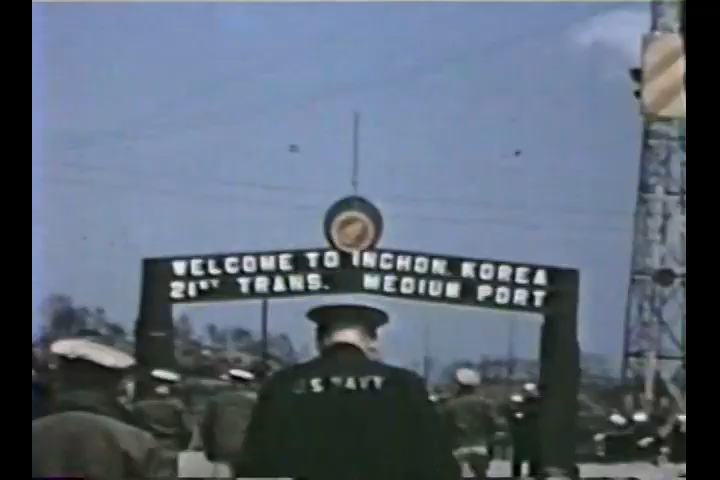 WELCOME TO INCHON, KOREA
21ST TRANS. MEDIUM PORT
U.S. NAVY